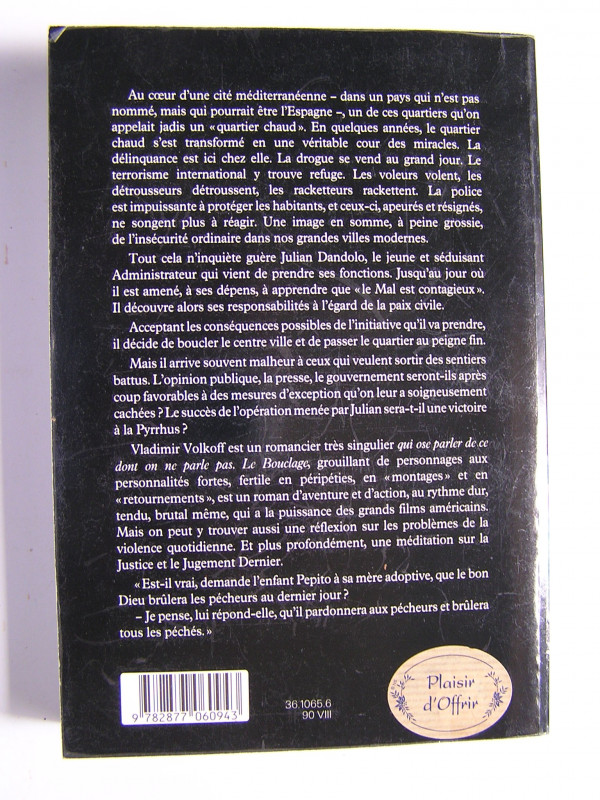 Au cœur d'une cité méditerranéenne – dans un pays qui n'est pas
nommé, mais qui pourrait être l'Espagne –, un de ces quartiers qu'on
appelait jadis un « quartier chaud ». En quelques années, le quartier
chaud s'est transformé en une véritable cour des miracles. La
délinquance est ici chez elle. La drogue se vend au grand jour. Le
terrorisme international y trouve refuge. Les voleurs volent, les
détrousseurs détroussent, les racketteurs rackettent. La police
est impuissante à protéger les habitants, et ceux-ci, apeurés et résignés,
ne songent plus à réagir. Une image en somme, à peine grossie,
de l'insécurité ordinaire dans nos grandes villes modernes.
Tout cela n'inquiète guère Julian Dandolo, le jeune et séduisant
Administrateur qui vient de prendre ses fonctions. Jusqu'au jour où
il est amené, à ses dépens, à apprendre que « le Mal est contagieux ».
Il découvre alors ses responsabilités à l'égard de la paix civile.
Acceptant les conséquences possibles de l'initiative qu'il va prendre,
il décide de boucler le centre ville et de passer le quartier au peigne fin.
Mais il arrive souvent malheur à ceux qui veulent sortir des sentiers
battus. L'opinion publique, la presse, le gouvernement seront-ils après
coup favorables à des mesures d'exception qu'on leur a soigneusement
cachées ? Le succès de l'opération menée par Julian sera-t-il une victoire
à la Pyrrhus ?
Vladimir Volkoff est un romancier très singulier qui ose parler de ce
dont on ne parle pas. Le Bouclage, grouillant de personnages aux
personnalités fortes, fertile en péripéties, en « montages » et en
« retournements », est un roman d'aventure et d'action, au rythme dur,
tendu, brutal même, qui a la puissance des grands films américains.
Mais on peut y trouver aussi une réflexion sur les problèmes de la
violence quotidienne. Et plus profondément, une méditation sur la
Justice et le Jugement Dernier.
« Est-il vrai, demande l'enfant Pepito à sa mère adoptive, que le bon
Dieu brûlera les pécheurs au dernier jour ?
– Je pense, lui répond-elle, qu'il pardonnera aux pécheurs et brûlera
tous les péchés. »
9 782877 060943
36.1065.6
90 VIII
Plaisir
d'Offrir